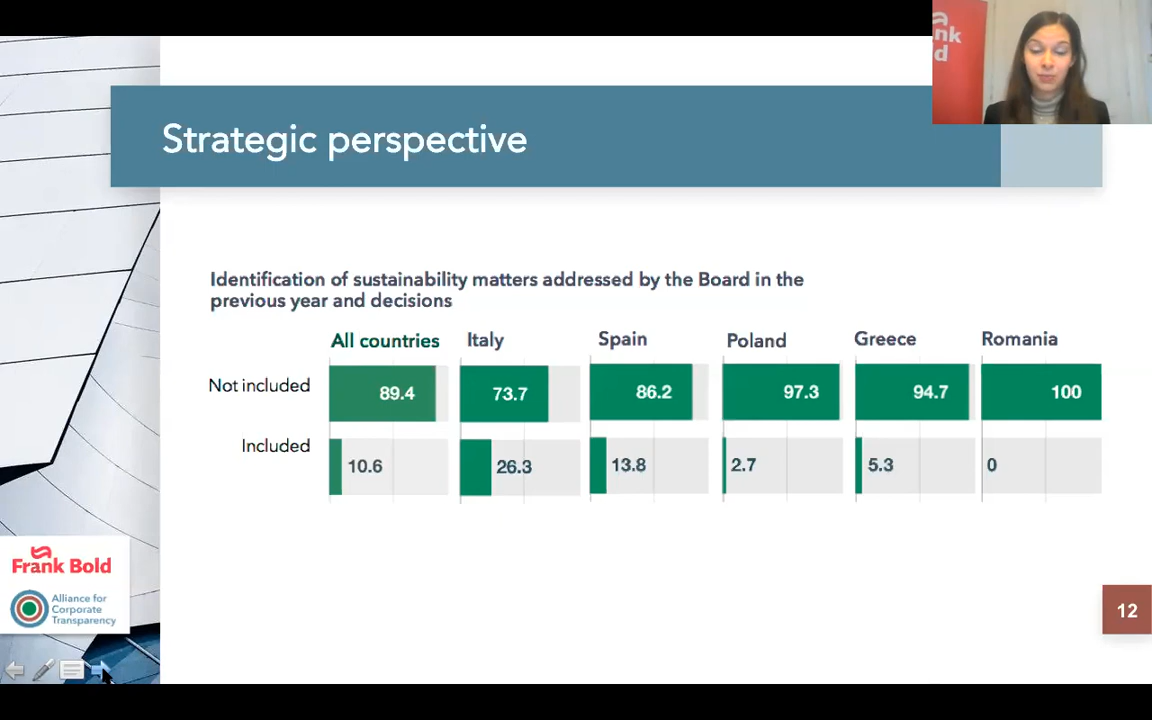 nk
d
Strategic perspective
Identification of sustainability matters addressed by the Board in the
previous year and decisions
All countries Italy Spain Poland Greece Romania
Not included 89.4 73.7 86.2 97.3 94.7 100
Included 10.6 26.3 13.8 2.7 5.3 0
Frank Bold
Alliance for
Corporate
Transparency
12